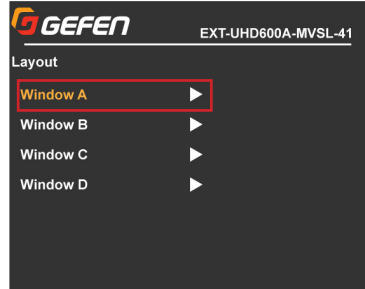 GEFEN
EXT-UHD600A-MVSL-41
Layout
Window A
Window B
Window C
Window D